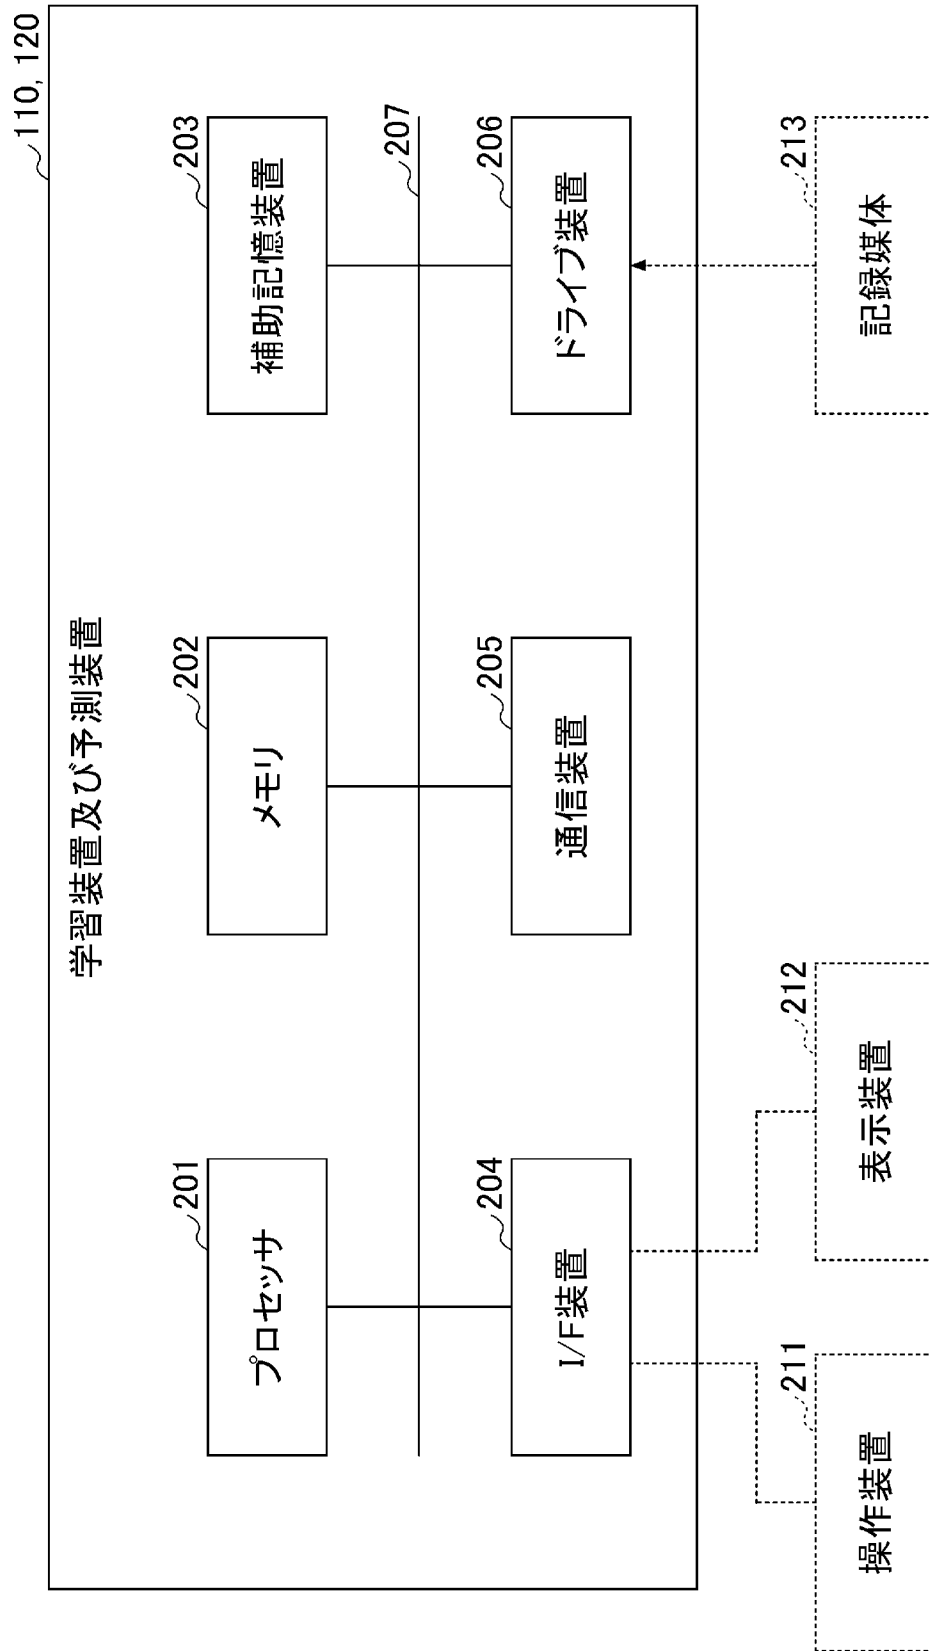 110, 120
学習装置及び予測装置
201
プロセッサ
202
メモリ
203
補助記憶装置
207
204
I/F装置
205
通信装置
206
ドライブ装置
211
操作装置
212
表示装置
213
記録媒体